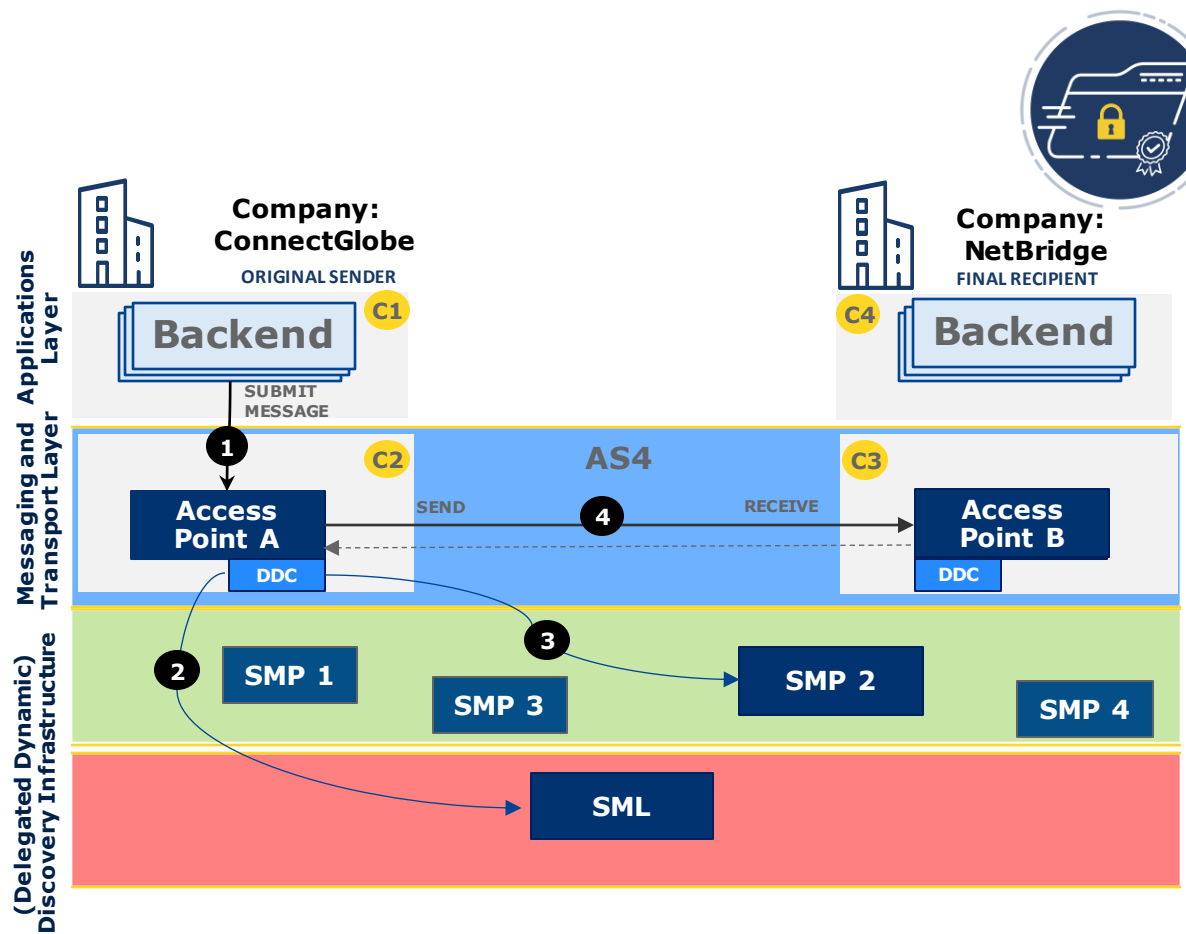 Company:
ConnectGlobe
ORIGINAL SENDER
Company:
NetBridge
FINAL RECIPIENT
Applications
Layer
Backend
C1
C4
Backend
SUBMIT
MESSAGE
Messaging and
Transport Layer
1
C2
AS4
C3
Access
Point A
SEND
4
RECEIVE
Access
Point B
DDC
DDC
(Delegated Dynamic)
Discovery Infrastructure
2
3
SMP 1
SMP 3
SMP 2
SMP 4
SML